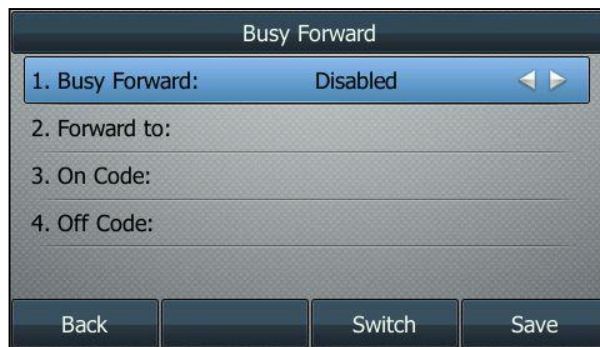 Busy Forward
1. Busy Forward: Disabled
2. Forward to:
3. On Code:
4. Off Code:
Back Switch Save